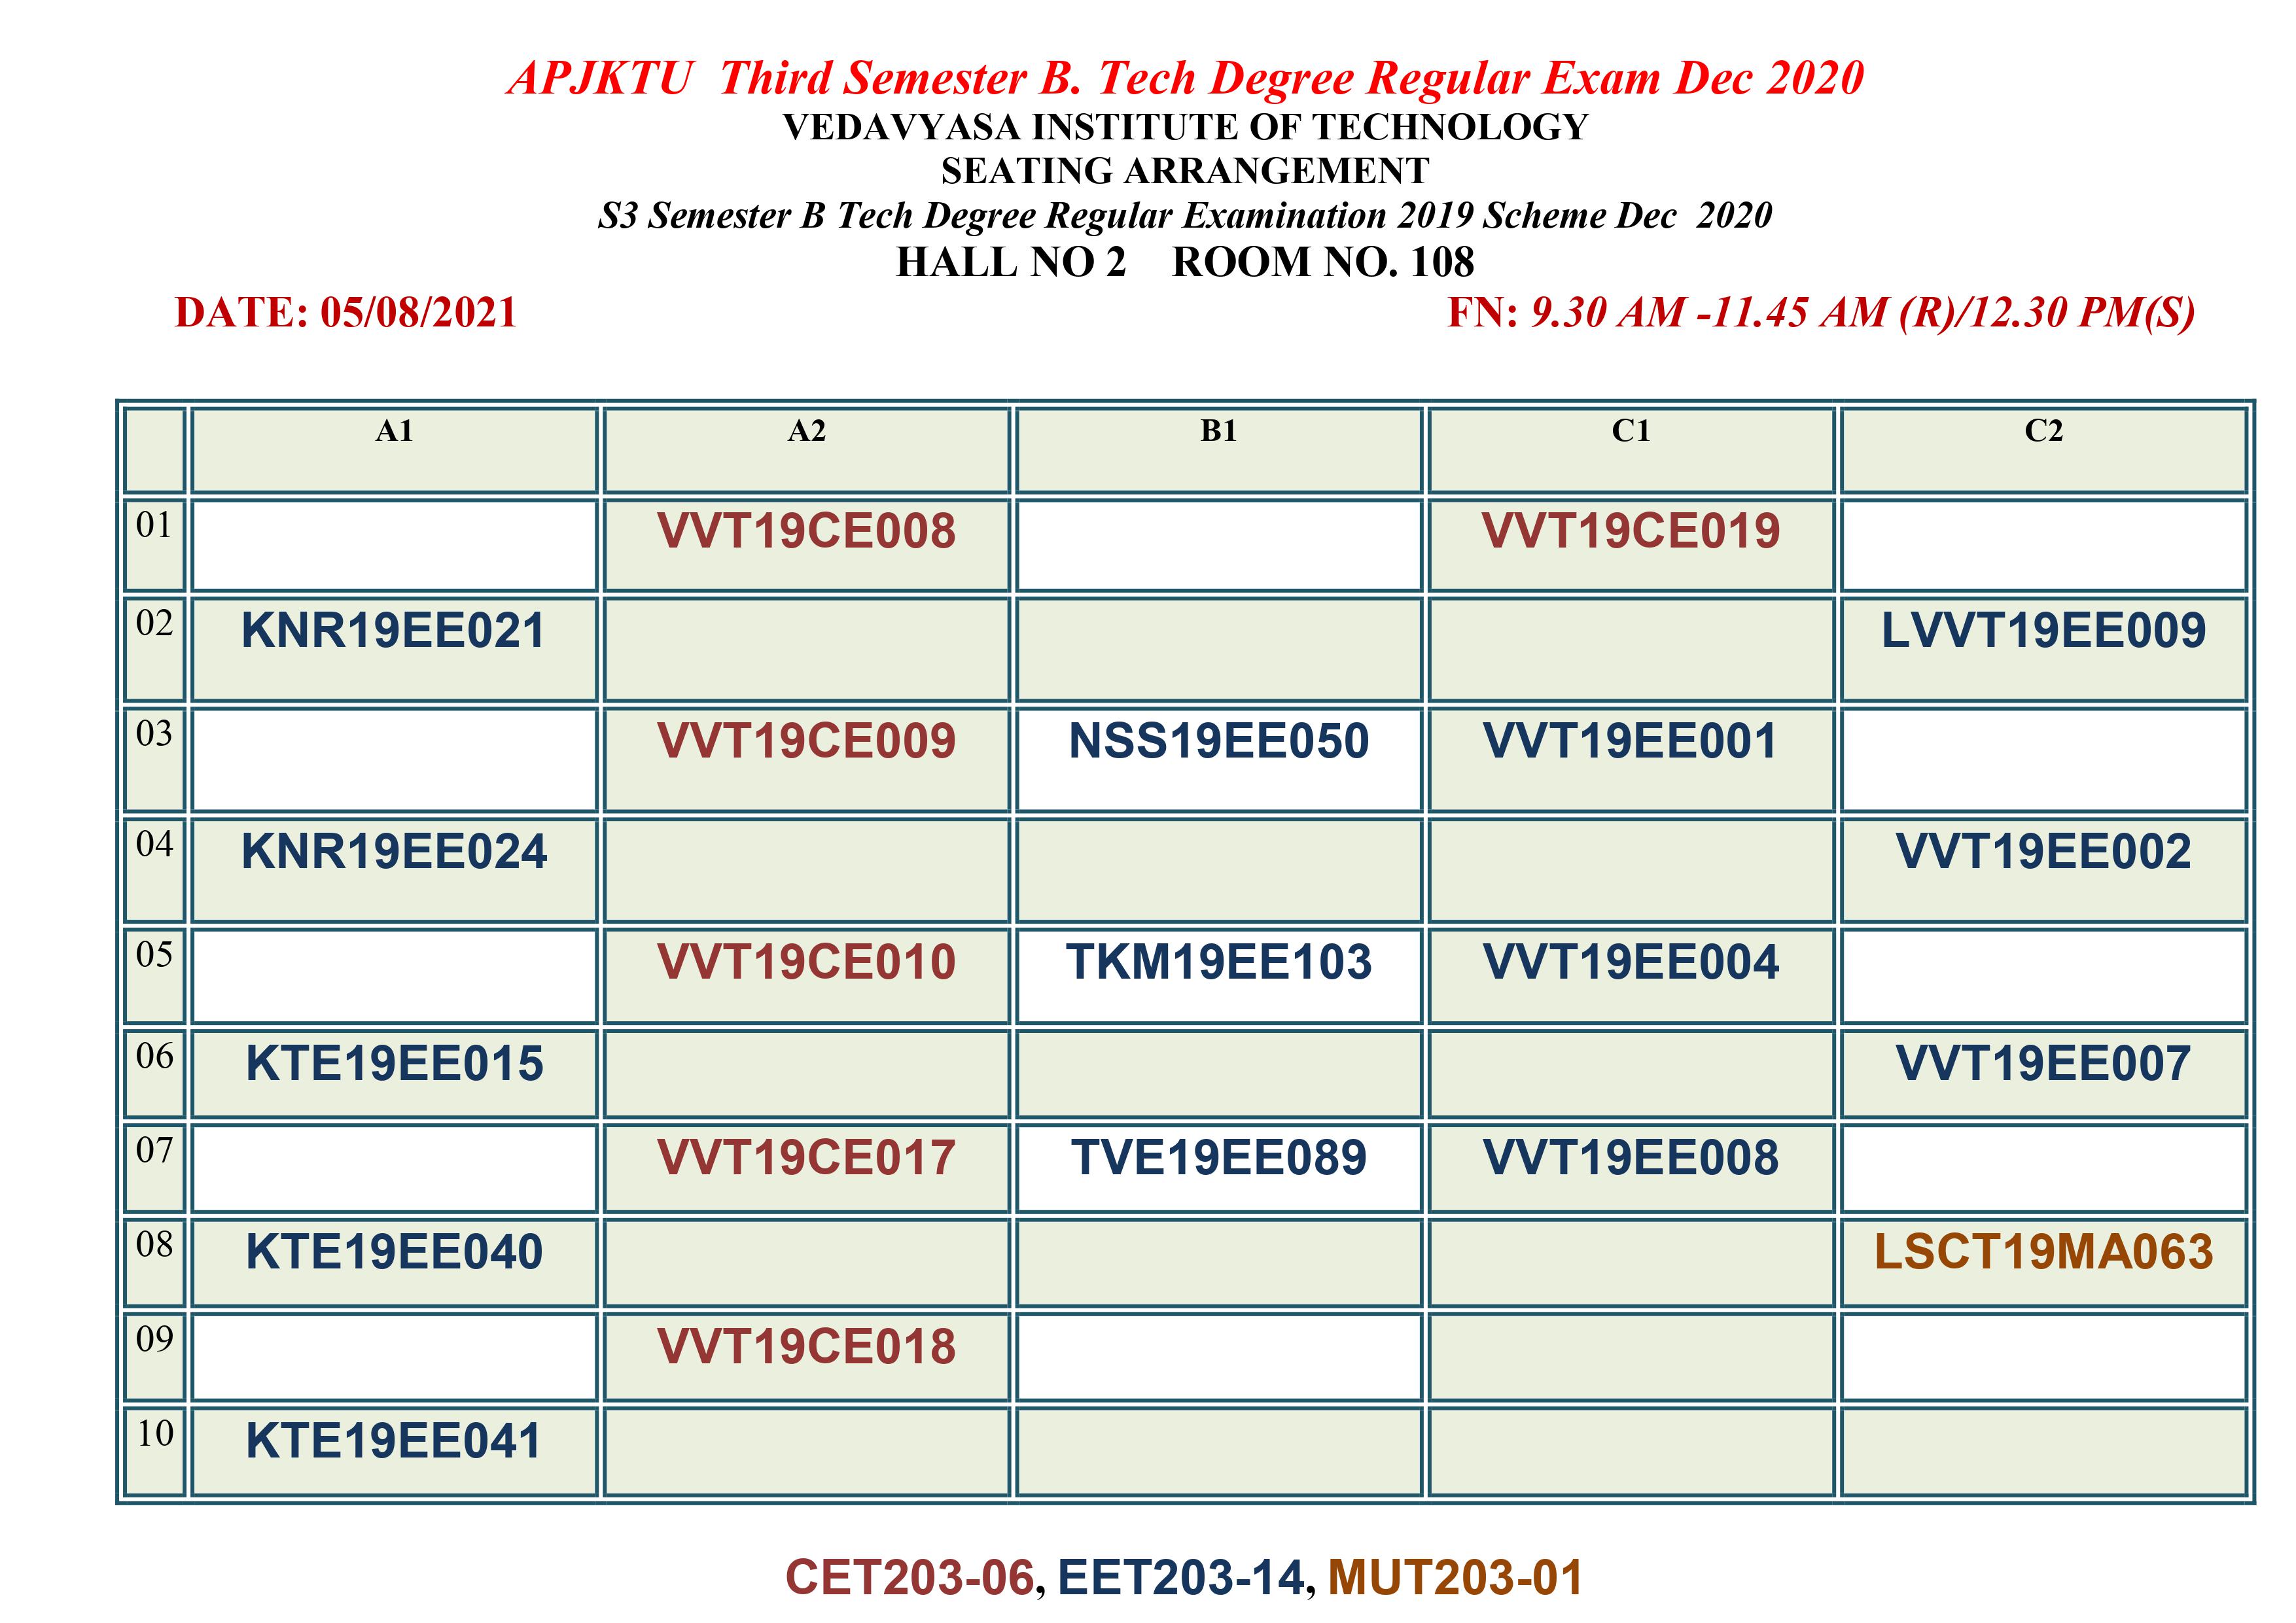 APJKTU  Third Semester B. Tech Degree Regular Exam Dec 2020
VEDAVYASA INSTITUTE OF TECHNOLOGY
SEATING ARRANGEMENT
S3 Semester B Tech Degree Regular Examination 2019 Scheme Dec  2020
HALL NO 2    ROOM NO. 108
DATE: 05/08/2021 FN: 9.30 AM -11.45 AM (R)/12.30 PM(S)
A1 A2 B1 C1 C2
01 VVT19CE008 VVT19CE019
02 KNR19EE021 LVVT19EE009
03 VVT19CE009 NSS19EE050 VVT19EE001
04 KNR19EE024 VVT19EE002
05 VVT19CE010 TKM19EE103 VVT19EE004
06 KTE19EE015 VVT19EE007
07 VVT19CE017 TVE19EE089 VVT19EE008
08 KTE19EE040 LSCT19MA063
09 VVT19CE018
10 KTE19EE041
CET203-06, EET203-14, MUT203-01